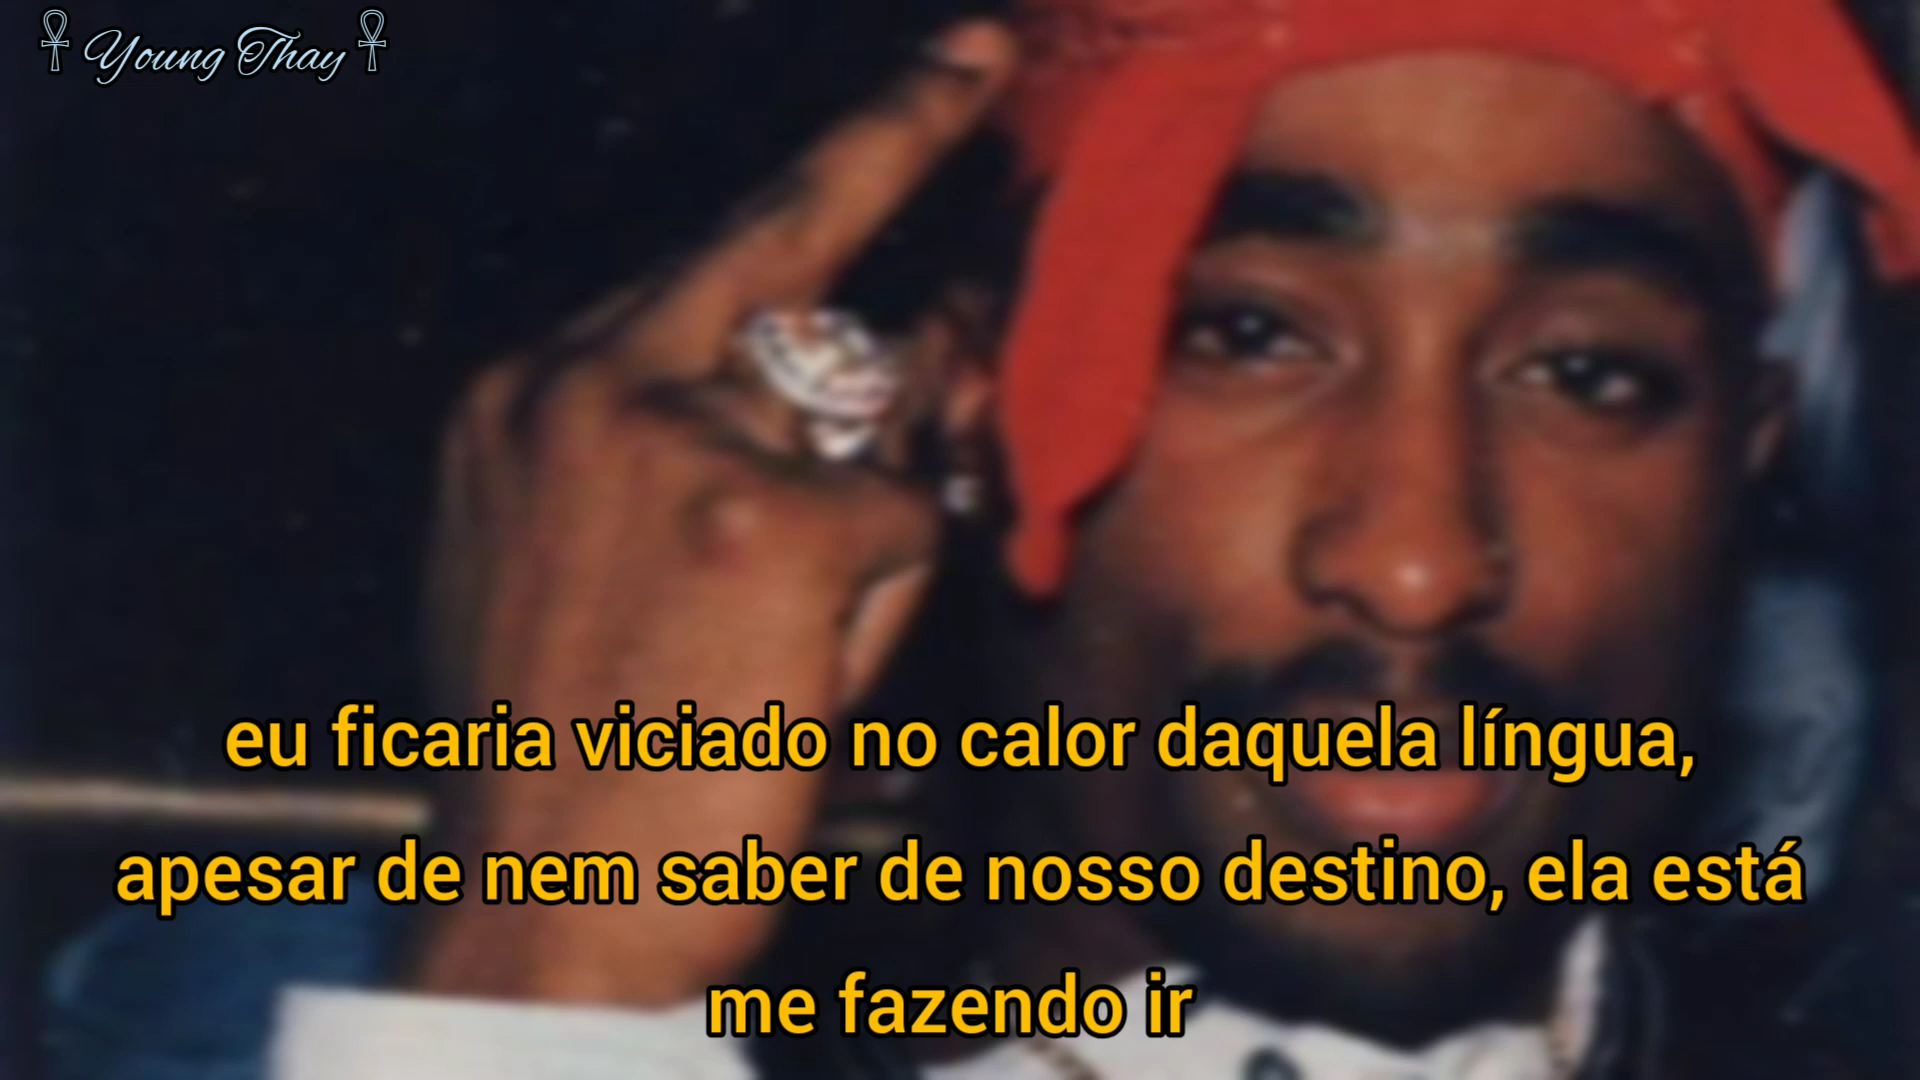 Young Thay
eu ficaria viciado no calor daquela língua,
apesar de nem saber de nosso destino, ela está
me fazendo ir